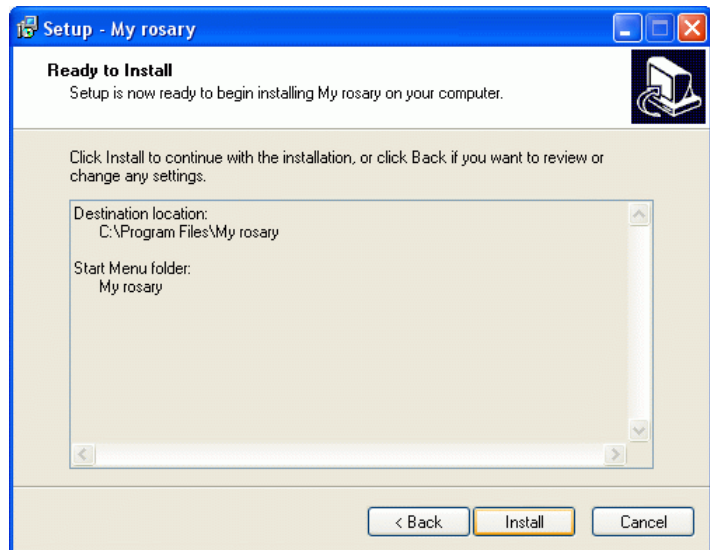 Setup - My rosary
Ready to Install
Setup is now ready to begin installing My rosary on your computer.
Click Install to continue with the installation, or click Back if you want to review or
change any settings.
Destination location:
C:\Program Files\My rosary
Start Menu folder:
My rosary
< Back
Install
Cancel